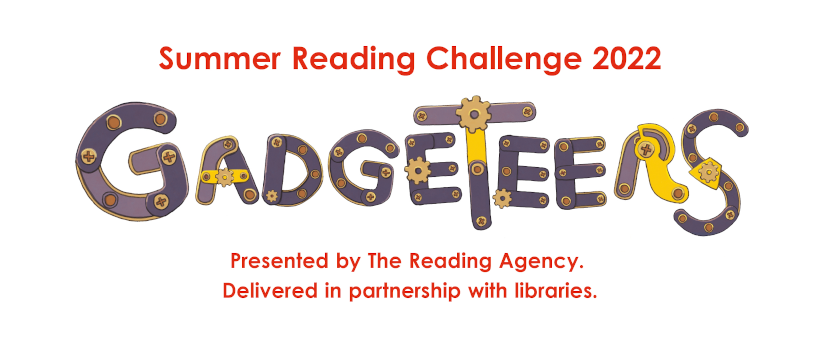 Summer Reading Challenge 2022
GADGETEERS
Presented by The Reading Agency.
Delivered in partnership with libraries.